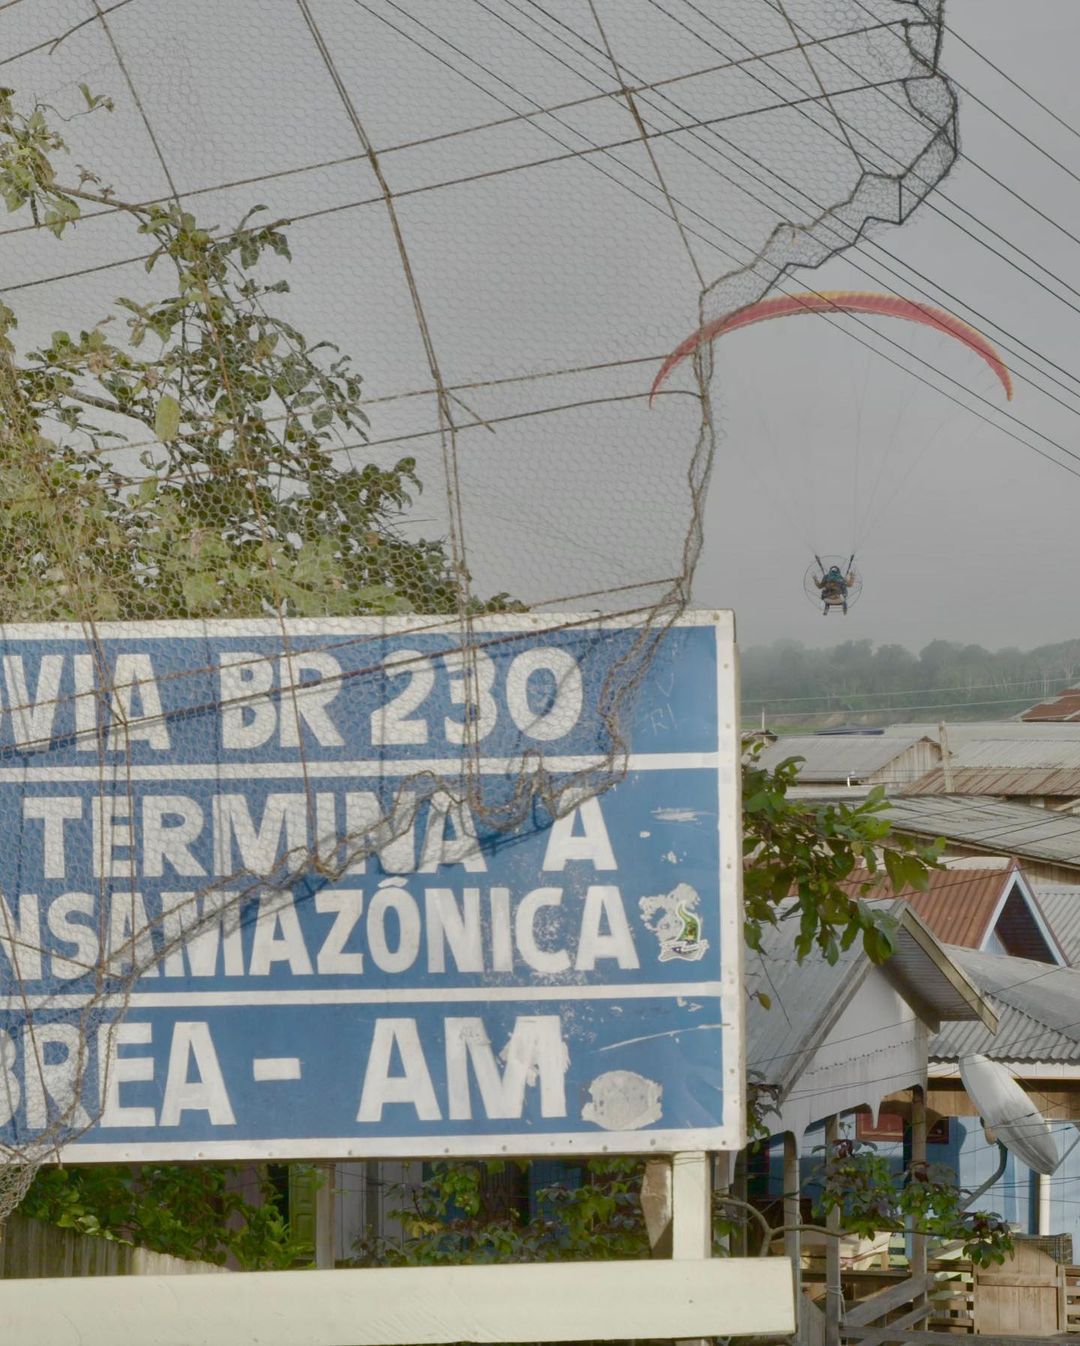 VIA BR 230
TERMINA A
NSAMAZÔNICA
BREA - AM